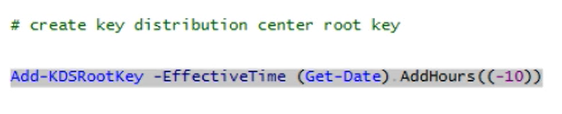 # create key distribution center root key
Add-KDSRootKey -EffectiveTime (Get-Date).AddHours((-10))